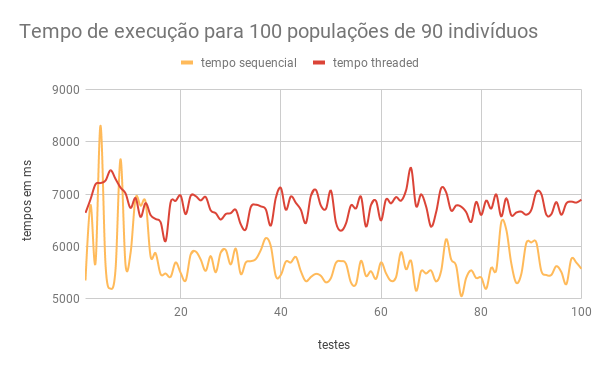 Tempo de execução para 100 populações de 90 indivíduos
tempo sequencial tempo threaded
tempos em ms
9000
8000
7000
6000
5000
20 40 60 80 100
testes